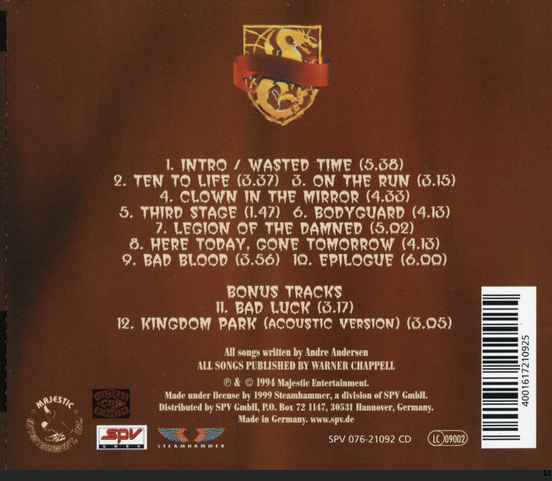 1. INTRO / WASTED TIME (5.38)
2. TEN TO LIFE (3.37) 3. ON THE RUN (3.15)
4. CLOWN IN THE MIRROR (4.33)
5. THIRD STAGE (1.47) 6. BODYGUARD (4.13)
7. LEGION OF THE DAMNED (5.02)
8. HERE TODAY, GONE TOMORROW (4.13)
9. BAD BLOOD (3.56) 10. EPILOGUE (6.00)
BONUS TRACKS
11. BAD LUCK (3.17)
12. KINGDOM PARK (ACOUSTIC VERSION) (3.05)
All songs written by Andre Andersen
ALL SONGS PUBLISHED BY WARNER CHAPPELL
℗ & © 1994 Majestic Entertainment.
Made under license by 1999 Steamhammer, a division of SPV GmbH.
Distributed by SPV GmbH, P.O. Box 72 1147, 30531 Hannover, Germany.
Made in Germany. www.spv.de
MAJESTIC
SPV
GMBH
STEAMHAMMER
SPV 076-21092 CD
LC 09002
4001617210925